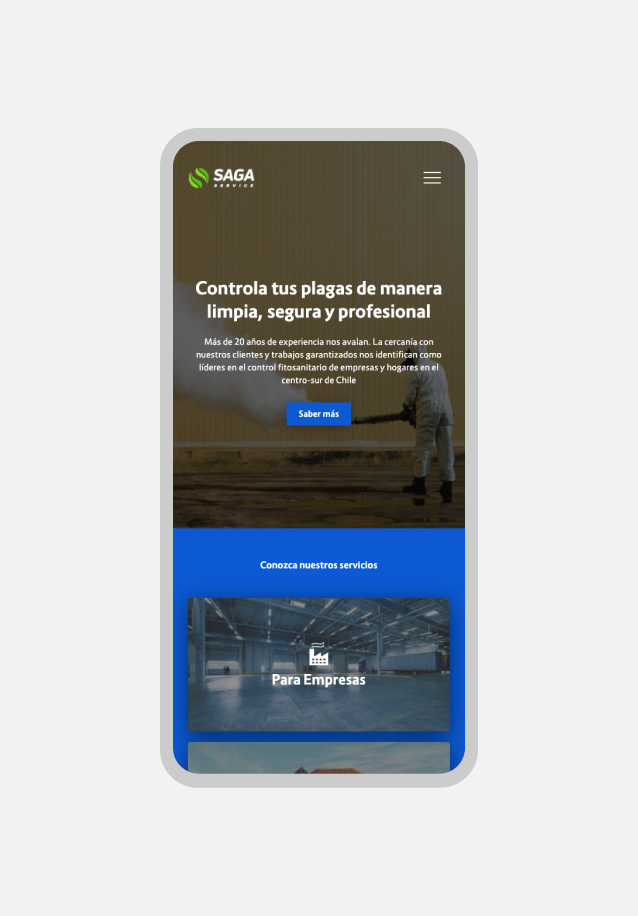 SAGA
SERVICE
Controla tus plagas de manera
limpia, segura y profesional
Más de 20 años de experiencia nos avalan. La cercanía con
nuestros clientes y trabajos garantizados nos identifican como
líderes en el control fitosanitario de empresas y hogares en el
centro-sur de Chile
Saber más
Conozca nuestros servicios
Para Empresas